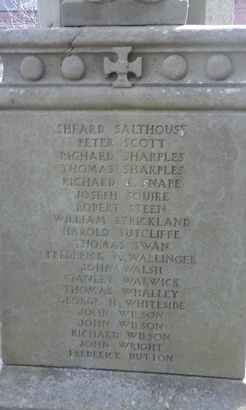 SHEARD SALTHOUSE
PETER SCOTT
RICHARD SHARPLES
THOMAS SHARPLES
RICHARD R. SNAPE
JOSEPH SQUIRE
ROBERT STEEN
WILLIAM STRICKLAND
HAROLD SUTCLIFFE
THOMAS SWAN
FREDERICK A. WALLINGER
JOHN WALSH
STANLEY WARWICK
THOMAS WHALLEY
GEORGE H. WHITESIDE
JOHN WILSON
JOHN WILSON
RICHARD WILSON
JOHN WRIGHT
FREDERICK DUTTON